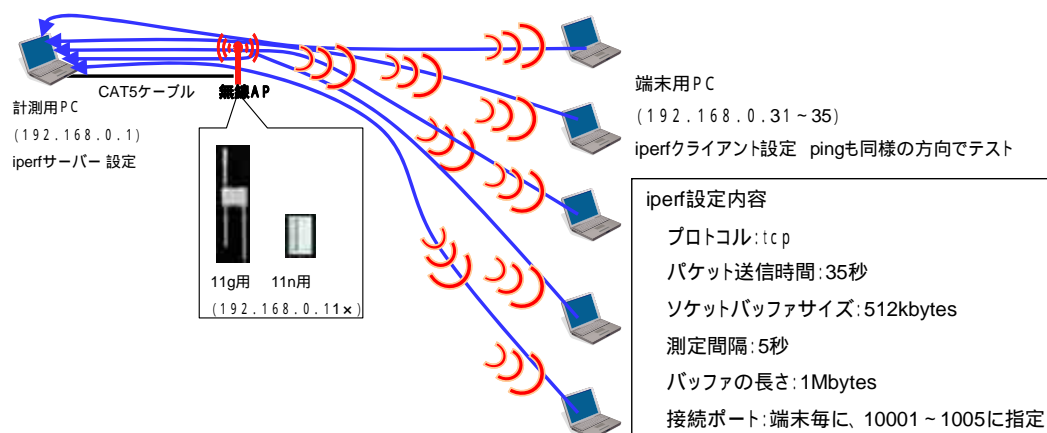 CAT5ケーブル
無線AP
計測用PC
(192.168.0.1)
iperfサーバー 設定
11g用 11n用
(192.168.0.11x)
端末用PC
(192.168.0.31~35)
iperfクライアント設定 pingも同様の方向でテスト
iperf設定内容
プロトコル:tcp
パケット送信時間:35秒
ソケットバッファサイズ:512kbytes
測定間隔:5秒
バッファの長さ:1Mbytes
接続ポート:端末毎に、10001~1005に指定